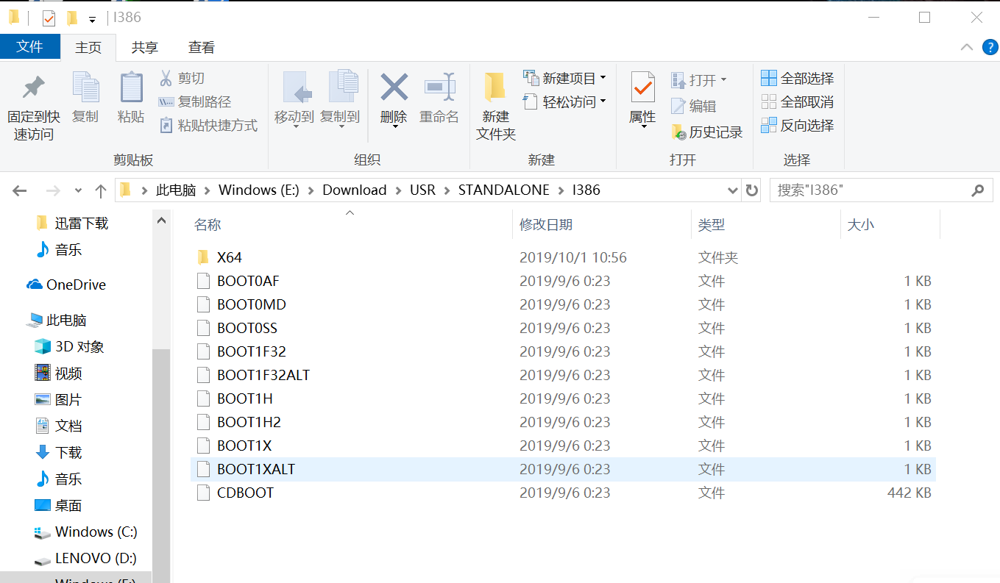 I386
文件 主页 共享 查看
固定到快速访问
复制
粘贴
剪切
复制路径
粘贴快捷方式
剪贴板
移动到
复制到
删除
重命名
组织
新建
文件夹
新建项目
轻松访问
新建
属性
打开
编辑
历史记录
打开
全部选择
全部取消
反向选择
选择
此电脑 Windows (E:) Download USR STANDALONE I386
搜索"I386"
迅雷下载
音乐
OneDrive
此电脑
3D 对象
视频
图片
文档
下载
音乐
桌面
Windows (C:)
LENOVO (D:)
Windows (E:)
名称 修改日期 类型 大小
X64 2019/10/1 10:56 文件夹
BOOT0AF 2019/9/6 0:23 文件 1 KB
BOOT0MD 2019/9/6 0:23 文件 1 KB
BOOT0SS 2019/9/6 0:23 文件 1 KB
BOOT1F32 2019/9/6 0:23 文件 1 KB
BOOT1F32ALT 2019/9/6 0:23 文件 1 KB
BOOT1H 2019/9/6 0:23 文件 1 KB
BOOT1H2 2019/9/6 0:23 文件 1 KB
BOOT1X 2019/9/6 0:23 文件 1 KB
BOOT1XALT 2019/9/6 0:23 文件 1 KB
CDBOOT 2019/9/6 0:23 文件 442 KB